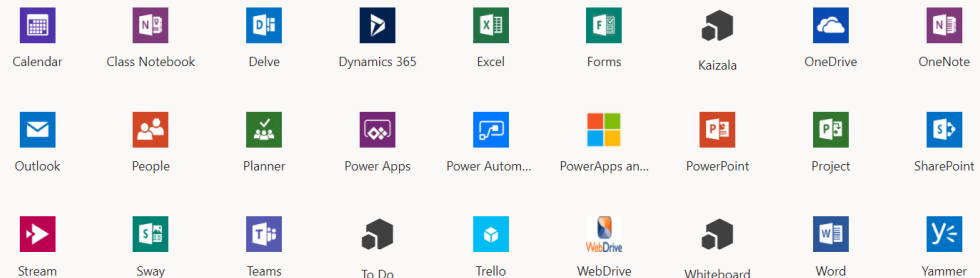 Calendar
Class Notebook
Delve
Dynamics 365
Excel
Forms
Kaizala
OneDrive
OneNote
Outlook
People
Planner
Power Apps
Power Autom...
PowerApps an...
PowerPoint
Project
SharePoint
Stream
Sway
Teams
To Do
Trello
WebDrive
WebDrive
Whiteboard
Word
Yammer